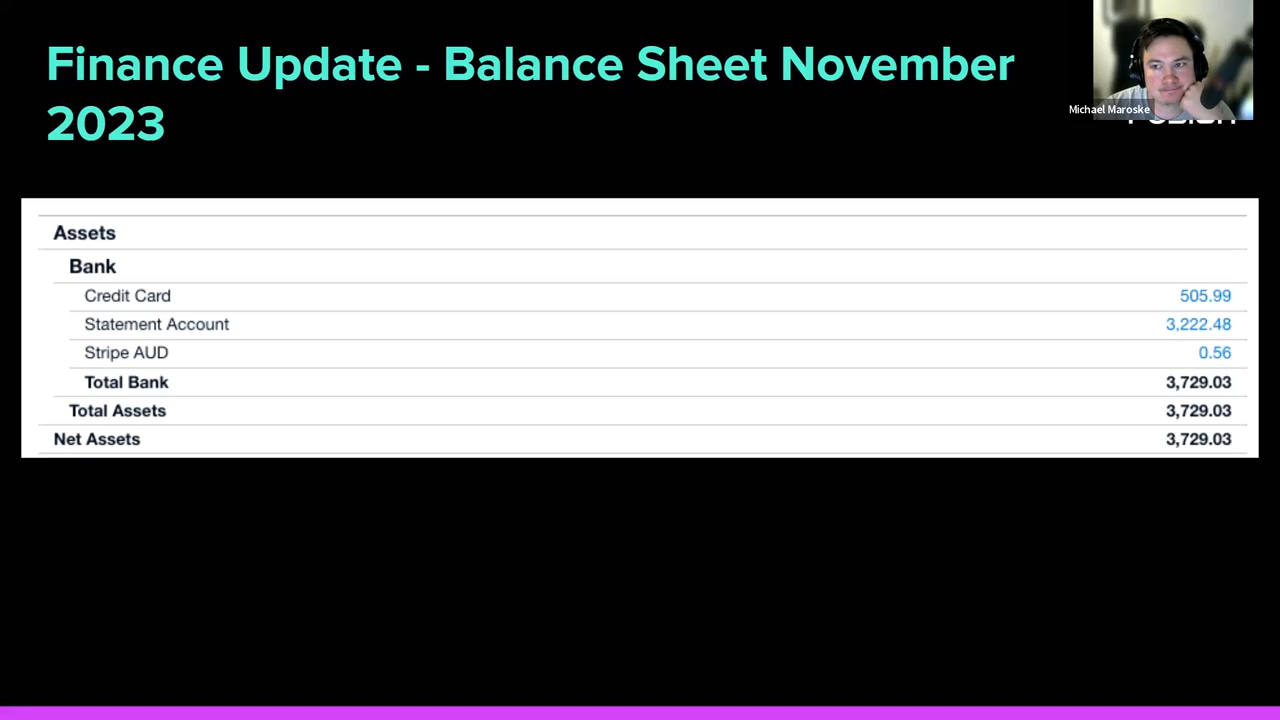 Finance Update - Balance Sheet November
2023
Michael Maroske
Assets
Bank
Credit Card 505.99
Statement Account 3,222.48
Stripe AUD 0.56
Total Bank 3,729.03
Total Assets 3,729.03
Net Assets 3,729.03